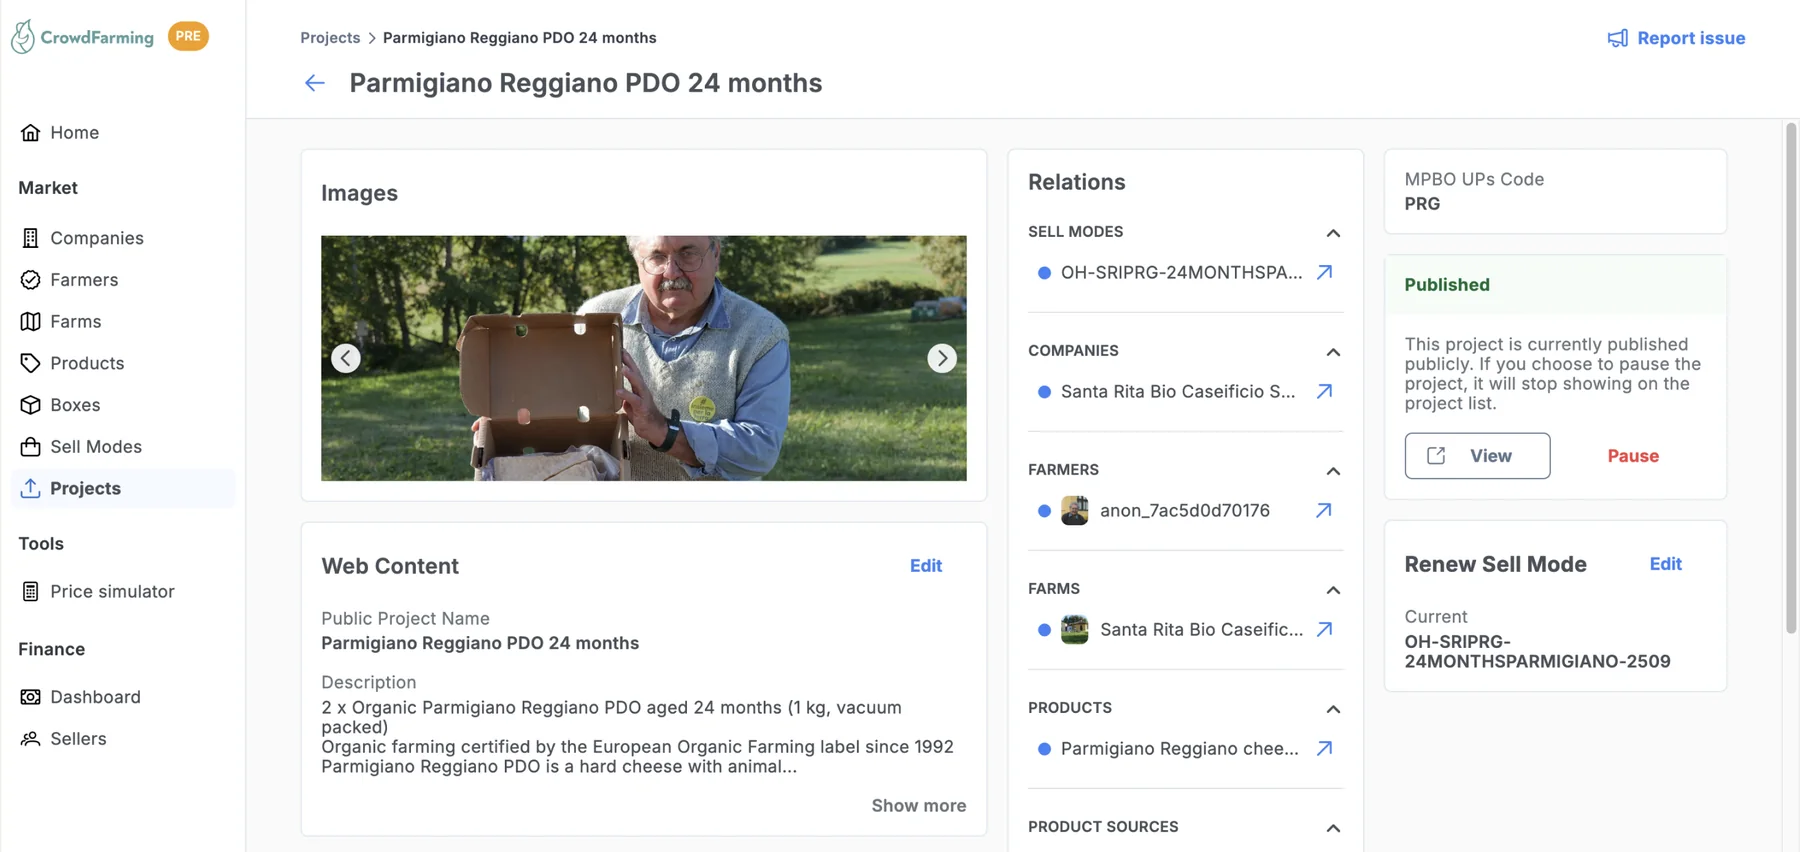 CrowdFarming PRE
Home
Market
Companies
Farmers
Farms
Products
Boxes
Sell Modes
Projects
Tools
Price simulator
Finance
Dashboard
Sellers
Projects > Parmigiano Reggiano PDO 24 months
Report issue
Parmigiano Reggiano PDO 24 months
Images
Web Content
Edit
Public Project Name
Parmigiano Reggiano PDO 24 months
Description
2 x Organic Parmigiano Reggiano PDO aged 24 months (1 kg, vacuum
packed)
Organic farming certified by the European Organic Farming label since 1992
Parmigiano Reggiano PDO is a hard cheese with animal...
Show more
Relations
SELL MODES
OH-SRIPRG-24MONTHSPA...
COMPANIES
Santa Rita Bio Caseificio S...
FARMERS
anon_7ac5d0d70176
FARMS
Santa Rita Bio Caseific...
PRODUCTS
Parmigiano Reggiano chee...
PRODUCT SOURCES
MPBO UPs Code
PRG
Published
This project is currently published
publicly. If you choose to pause the
project, it will stop showing on the
project list.
View
Pause
Renew Sell Mode
Edit
Current
OH-SRIPRG-
24MONTHSPARMIGIANO-2509